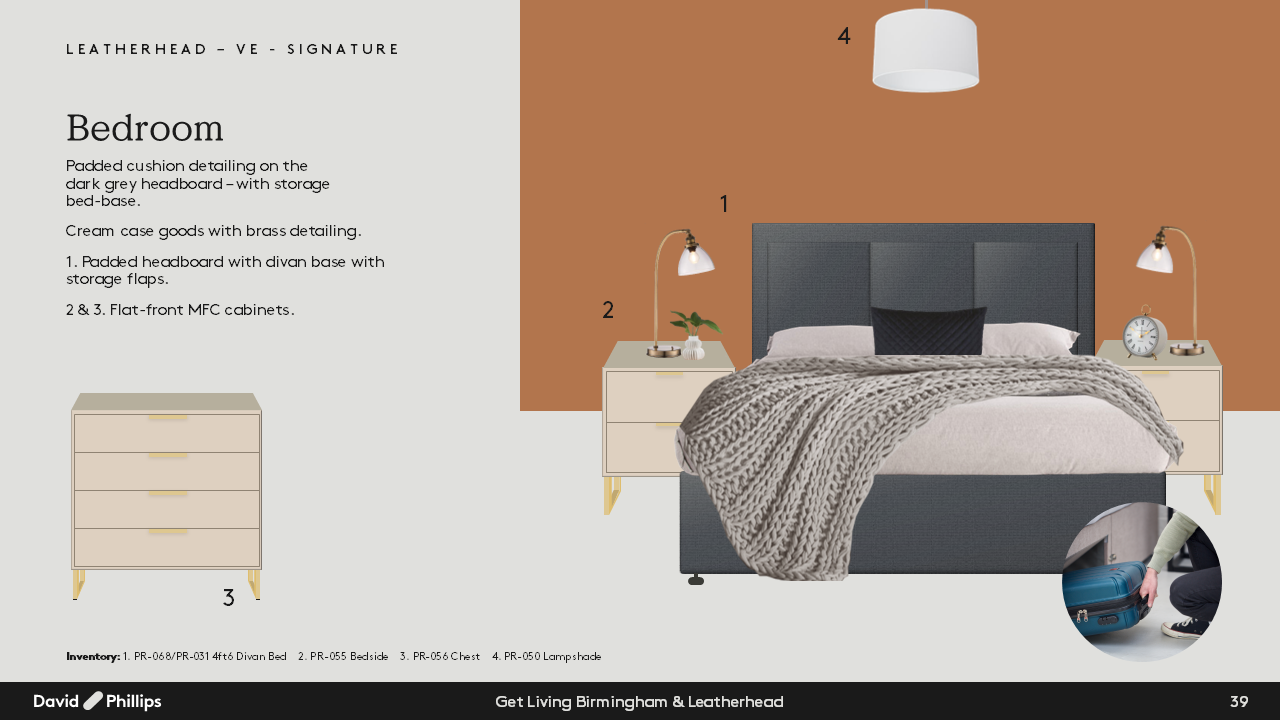 LEATHERHEAD – VE - SIGNATURE
Bedroom
Padded cushion detailing on the
dark grey headboard – with storage
bed-base.
Cream case goods with brass detailing.
1. Padded headboard with divan base with
storage flaps.
2 & 3. Flat-front MFC cabinets.
4
1
2
3
Inventory: 1. PR-068/PR-031 4ft6 Divan Bed 2. PR-055 Bedside 3. PR-056 Chest 4. PR-050 Lampshade
David Phillips
Get Living Birmingham & Leatherhead
39